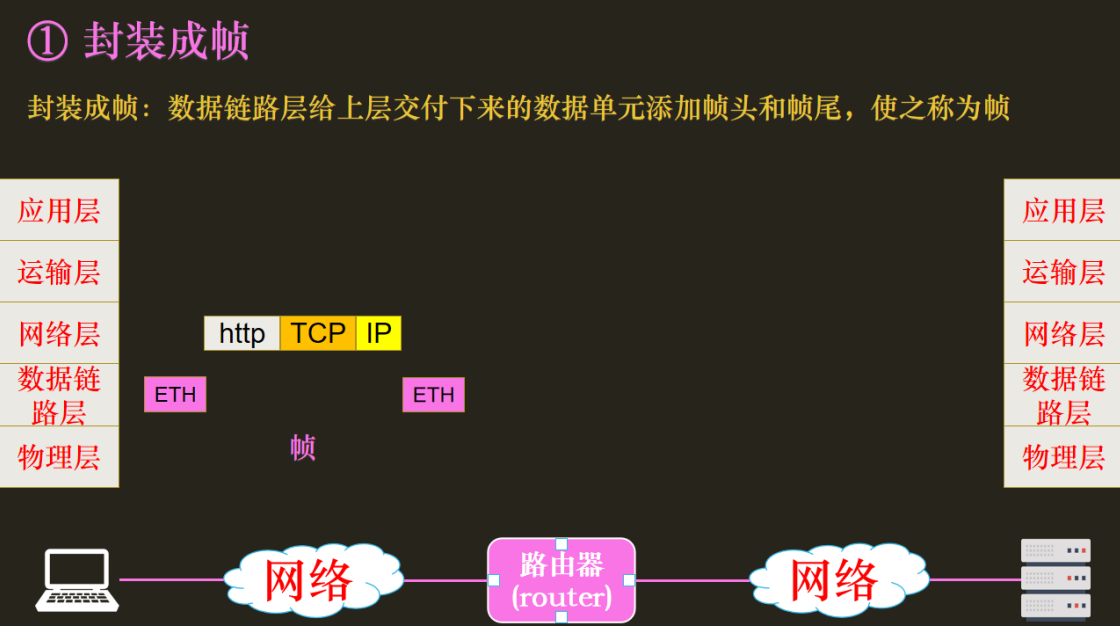 ① 封装成帧
封装成帧：数据链路层给上层交付下来的数据单元添加帧头和帧尾，使之称为帧
应用层
运输层
网络层
数据链
路层
物理层
http TCP IP
ETH ETH
帧
应用层
运输层
网络层
数据链
路层
物理层
网络
路由器
(router)
网络